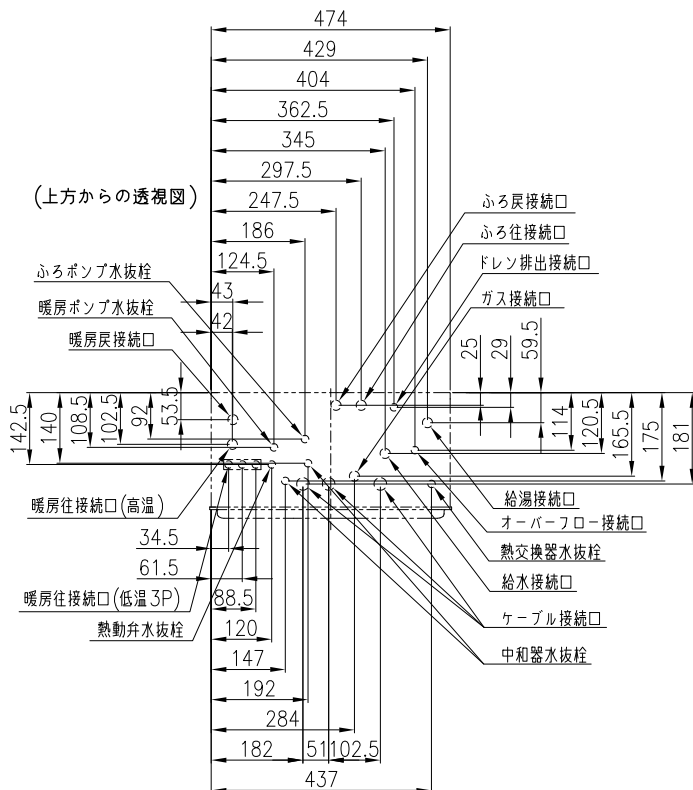 474
429
404
362.5
345
297.5
(上方からの透視図)
247.5
ふろ戻接続口
186
ふろ往接続口
124.5
ドレン排出接続口
ふろポンプ水抜栓
43
ガス接続口
暖房ポンプ水抜栓
42
暖房戻接続口
25
29
59.5
142.5
140
108.5
102.5
92
53.5
114
120.5
165.5
175
181
暖房往接続口(高温)
給湯接続口
オーバーフロー接続口
34.5
熱交換器水抜栓
61.5
給水接続口
暖房往接続口(低温3P)
88.5
ケーブル接続口
熱動弁水抜栓
120
147
中和器水抜栓
192
284
182
51
102.5
437